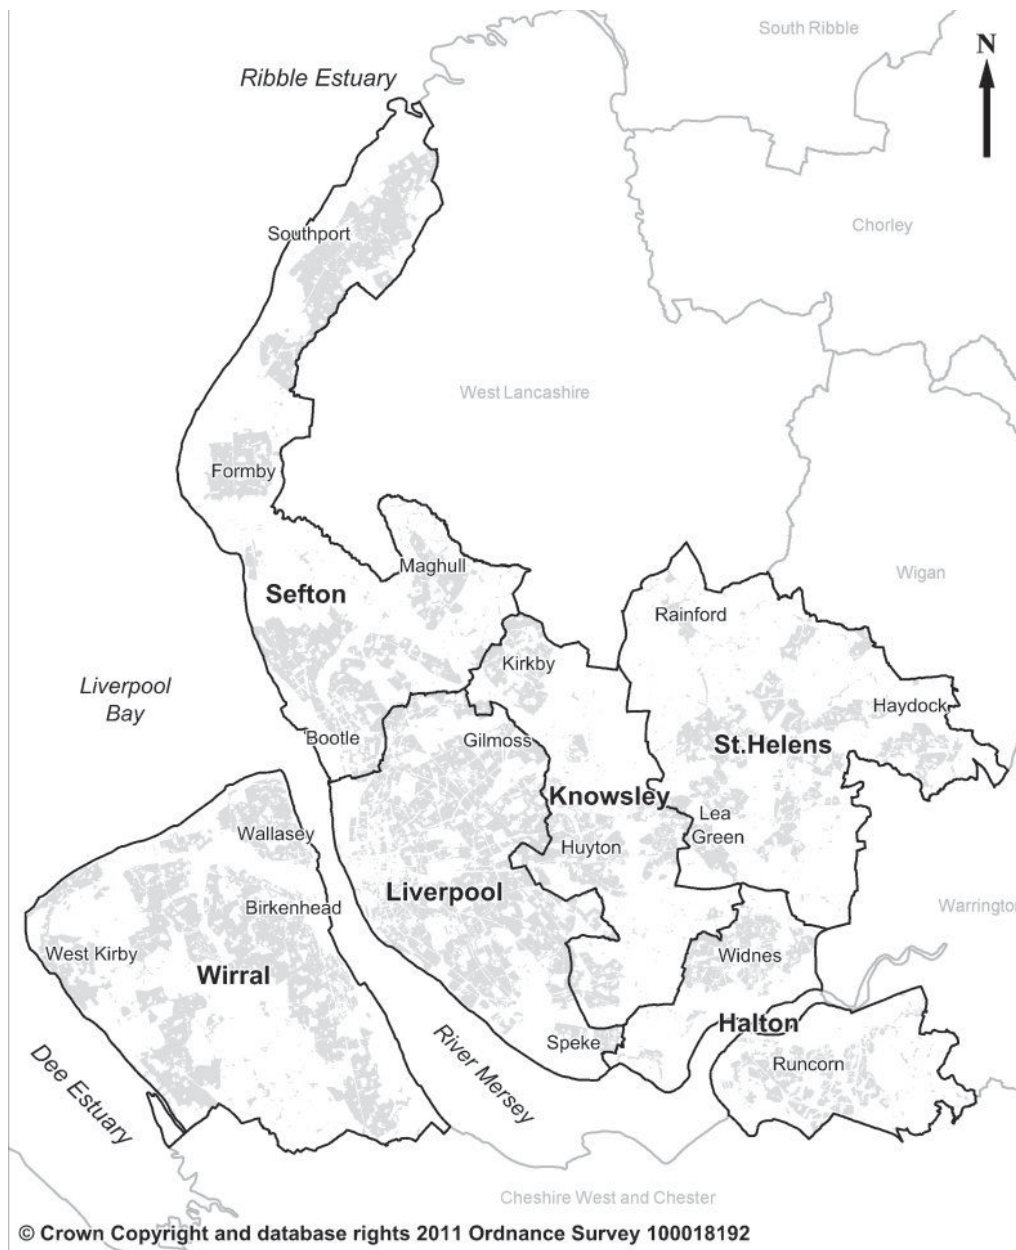 South Ribble
N
Ribble Estuary
Chorley
Southport
West Lancashire
Formby
Maghull
Wigan
Sefton
Rainford
Kirkby
Liverpool
Bay
Haydock
Bootle
Gilmoss
St.Helens
Knowsley
Lea
Green
Wallasey
Huyton
Liverpool
Birkenhead
Warrington
West Kirby
Widnes
Wirral
Halton
Speke
River Mersey
Runcorn
Dee Estuary
Cheshire West and Chester
© Crown Copyright and database rights 2011 Ordnance Survey 100018192